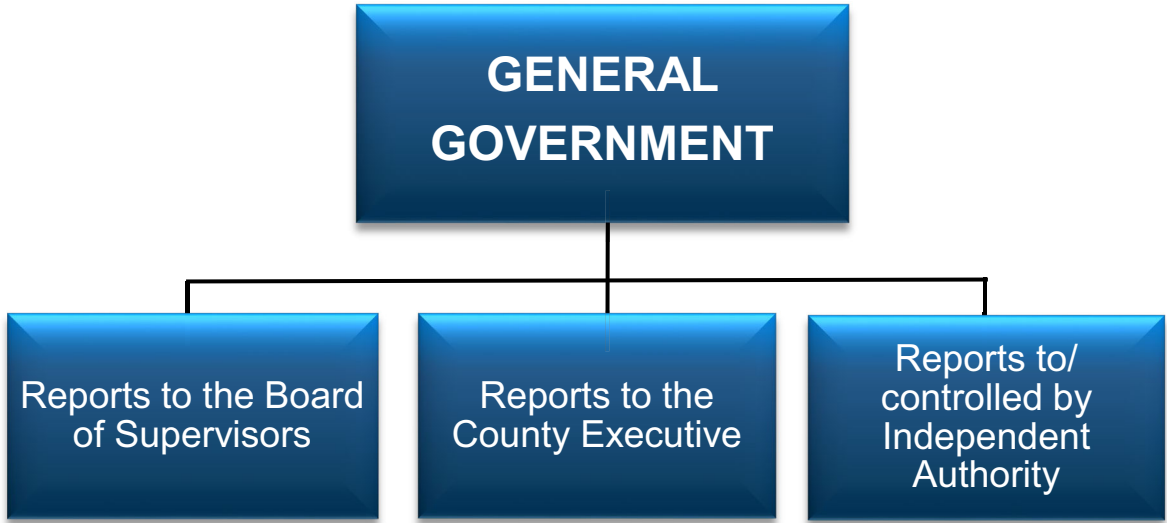 GENERAL
GOVERNMENT
Reports to the Board
of Supervisors
Reports to the
County Executive
Reports to/
controlled by
Independent
Authority